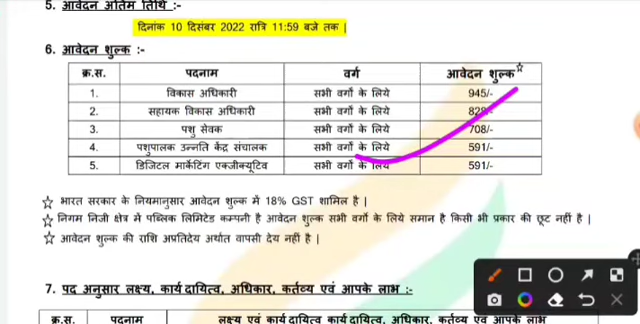 5. आवेदन अंतिम तिथि :-
दिनांक 10 दिसंबर 2022 रात्रि 11:59 बजे तक |
6. आवेदन शुल्क :-
क्र.स. पदनाम वर्ग आवेदन शुल्क☆
1. विकास अधिकारी सभी वर्गों के लिये 945/-
2. सहायक विकास अधिकारी सभी वर्गों के लिये 828/-
3. पशु सेवक सभी वर्गों के लिये 708/-
4. पशुपालक उन्नति केंद्र संचालक सभी वर्गों के लिये 591/-
5. डिजिटल मार्केटिंग एक्जीक्यूटिव सभी वर्गों के लिये 591/-
☆ भारत सरकार के नियमानुसार आवेदन शुल्क में 18% GST शामिल है |
☆ निगम निजी क्षेत्र में पब्लिक लिमिटेड कम्पनी है आवेदन शुल्क सभी वर्गों के लिये समान है किसी भी प्रकार की छूट नहीं है |
☆ आवेदन शुल्क की राशि अप्रतिदेय अर्थात वापसी देय नहीं है |
7. पद अनुसार लक्ष्य, कार्य दायित्व, अधिकार, कर्तव्य एवं आपके लाभ :-
क्र.स. पदनाम लक्ष्य एवं कार्य दायित्व कार्य दायित्व, अधिकार, कर्तव्य एवं आपके लाभ